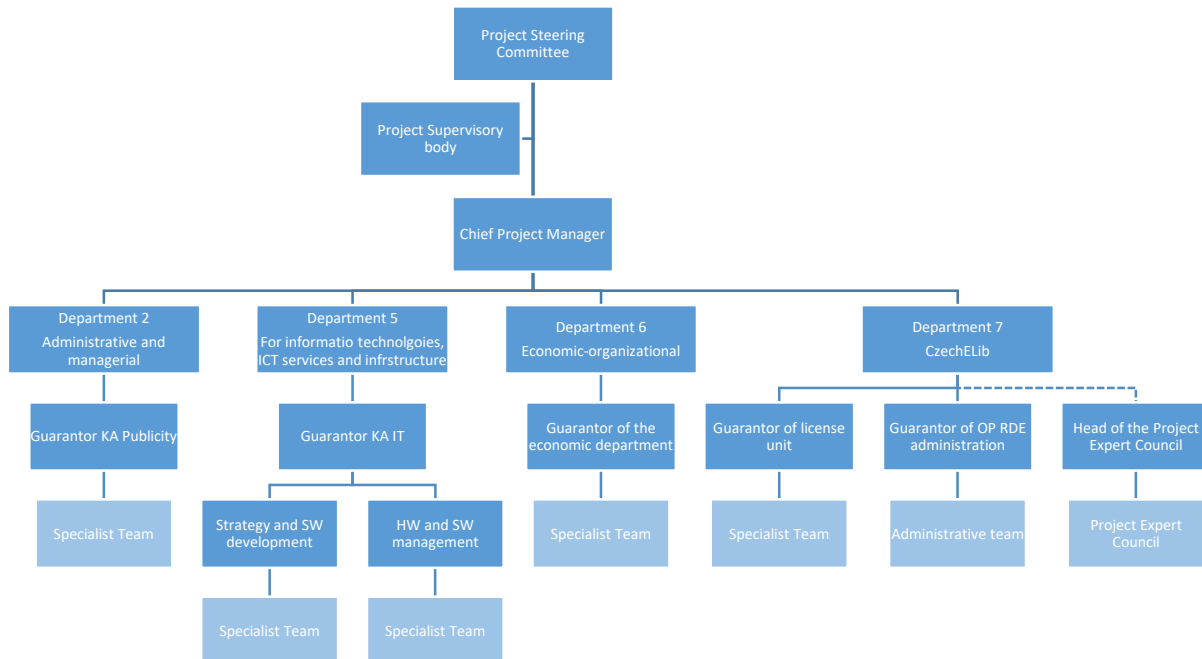 Project Steering
Committee
Project Supervisory
body
Chief Project Manager
Department 2
Administrative and
managerial
Department 5
For informatio technolgoies,
ICT services and infrstructure
Department 6
Economic-organizational
Department 7
CzechELib
Guarantor KA Publicity
Guarantor KA IT
Guarantor of the
economic department
Guarantor of license
unit
Guarantor of OP RDE
administration
Head of the Project
Expert Council
Specialist Team
Strategy and SW
development
HW and SW
management
Specialist Team
Specialist Team
Administrative team
Project Expert
Council
Specialist Team
Specialist Team